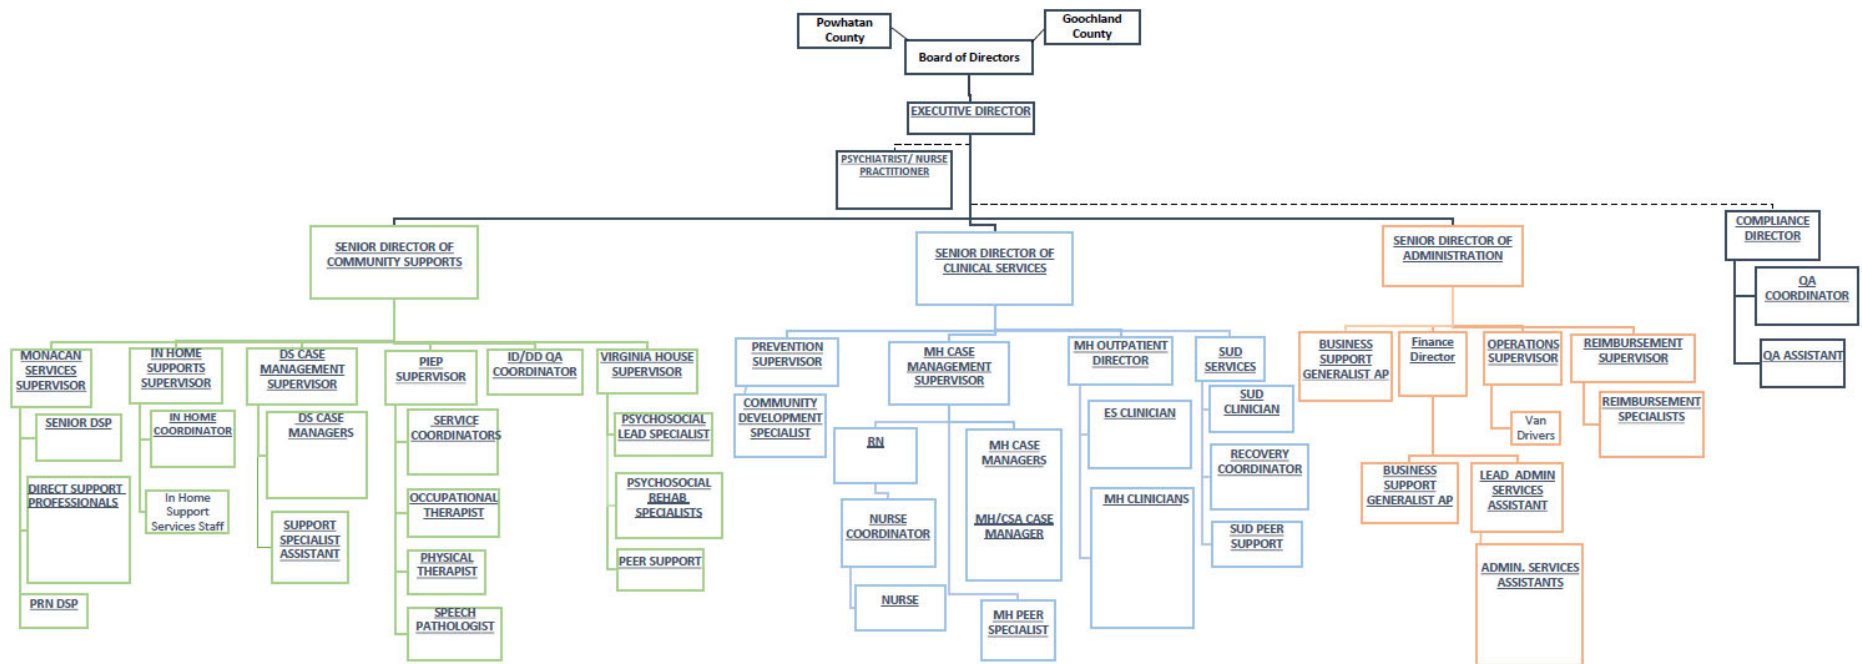 Powhatan
County
Goochland
County
Board of Directors
EXECUTIVE DIRECTOR
PSYCHIATRIST/ NURSE
PRACTITIONER
SENIOR DIRECTOR OF
COMMUNITY SUPPORTS
SENIOR DIRECTOR OF
CLINICAL SERVICES
SENIOR DIRECTOR OF
ADMINISTRATION
COMPLIANCE
DIRECTOR
QA
COORDINATOR
QA ASSISTANT
MONACAN
SERVICES
SUPERVISOR
SENIOR DSP
DIRECT SUPPORT
PROFESSIONALS
PRN DSP
IN HOME
SUPPORTS
SUPERVISOR
IN HOME
COORDINATOR
In Home
Support
Services Staff
DS CASE
MANAGEMENT
SUPERVISOR
DS CASE
MANAGERS
SUPPORT
SPECIALIST
ASSISTANT
PIEP
SUPERVISOR
SERVICE
COORDINATORS
OCCUPATIONAL
THERAPIST
PHYSICAL
THERAPIST
SPEECH
PATHOLOGIST
ID/DD QA
COORDINATOR
VIRGINIA HOUSE
SUPERVISOR
PSYCHOSOCIAL
LEAD SPECIALIST
PSYCHOSOCIAL
REHAB
SPECIALISTS
PEER SUPPORT
PREVENTION
SUPERVISOR
COMMUNITY
DEVELOPMENT
SPECIALIST
MH CASE
MANAGEMENT
SUPERVISOR
RN
NURSE
COORDINATOR
NURSE
MH CASE
MANAGERS
MH/CSA CASE
MANAGER
MH PEER
SPECIALIST
MH OUTPATIENT
DIRECTOR
ES CLINICIAN
MH CLINICIANS
SUD
SERVICES
SUD
CLINICIAN
RECOVERY
COORDINATOR
SUD PEER
SUPPORT
BUSINESS
SUPPORT
GENERALIST AP
Finance
Director
BUSINESS
SUPPORT
GENERALIST AP
LEAD ADMIN
SERVICES
ASSISTANT
ADMIN. SERVICES
ASSISTANTS
OPERATIONS
SUPERVISOR
Van
Drivers
REIMBURSEMENT
SUPERVISOR
REIMBURSEMENT
SPECIALISTS